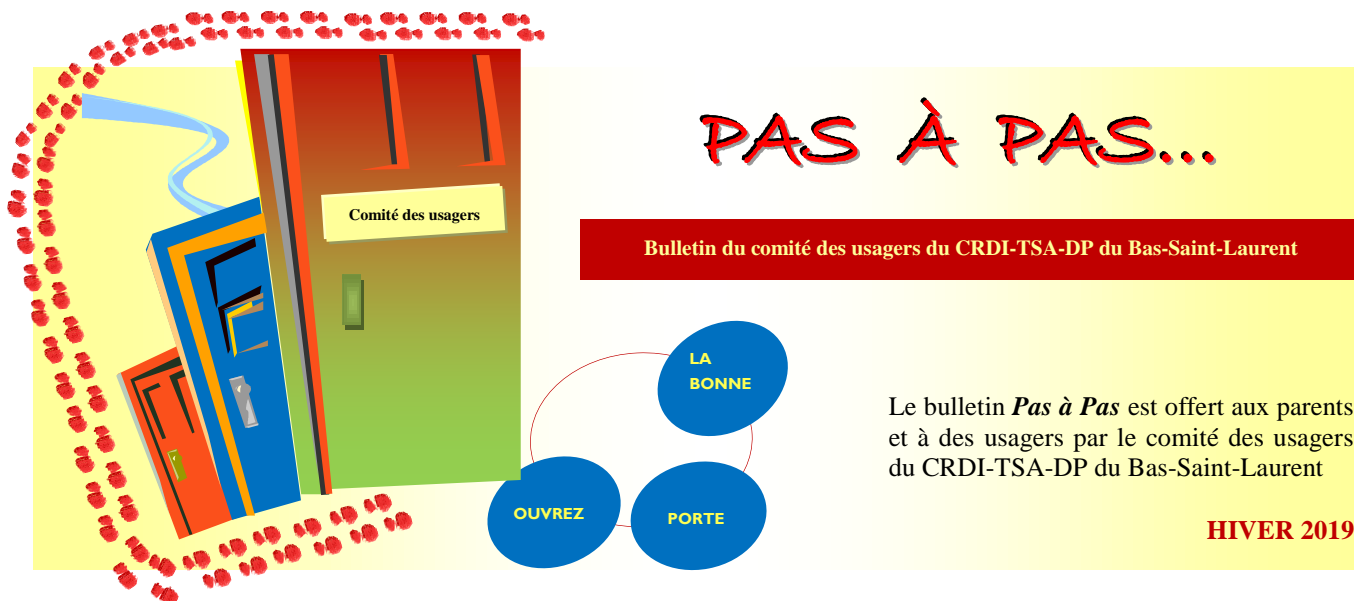 PAS À PAS...
Comité des usagers
Bulletin du comité des usagers du CRDI-TSA-DP du Bas-Saint-Laurent
OUVREZ
LA
BONNE
PORTE
Le bulletin Pas à Pas est offert aux parents
et à des usagers par le comité des usagers
du CRDI-TSA-DP du Bas-Saint-Laurent
HIVER 2019